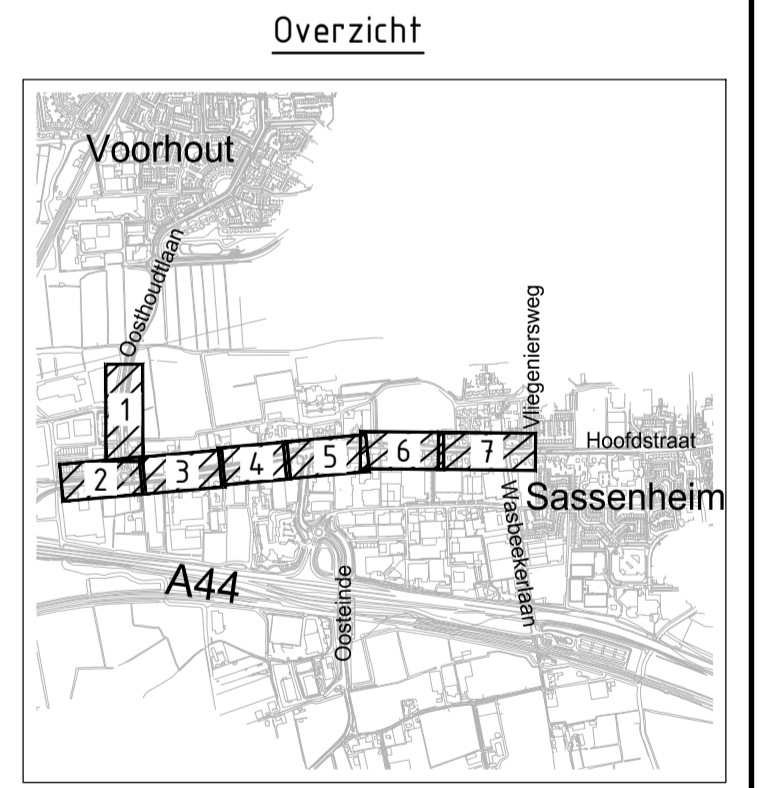 Overzicht
Voorhout
Oosthoudtlaan
Vliegeniersweg
1
Hoofdstraat
2
3
4
5
6
7
Sassenheim
Wasbeekerlaan
A44
Oosteinde